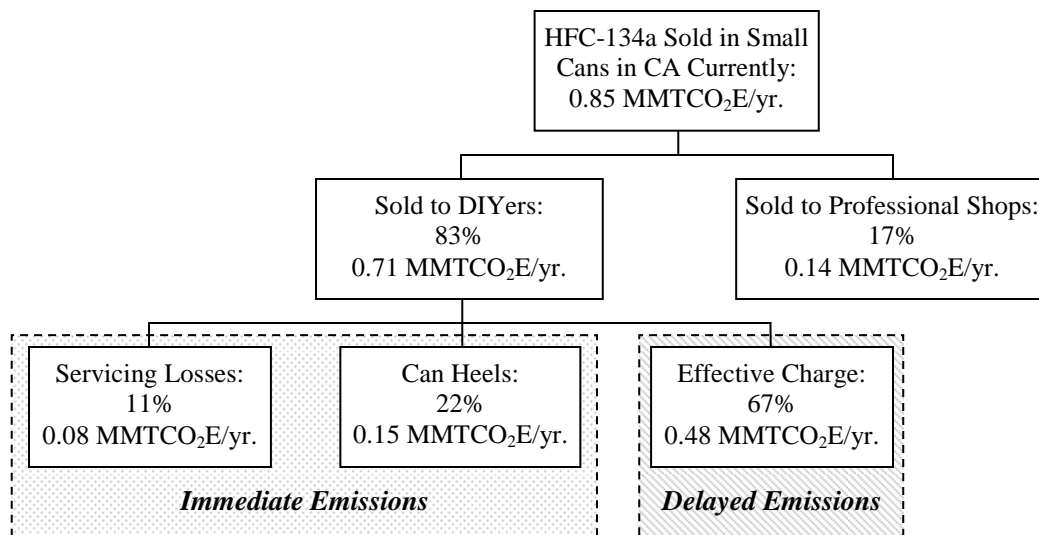 HFC-134a Sold in Small
Cans in CA Currently:
0.85 MMTCO₂E/yr.
Sold to DIYers:
83%
0.71 MMTCO₂E/yr.
Sold to Professional Shops:
17%
0.14 MMTCO₂E/yr.
Servicing Losses:
11%
0.08 MMTCO₂E/yr.
Can Heels:
22%
0.15 MMTCO₂E/yr.
Effective Charge:
67%
0.48 MMTCO₂E/yr.
Immediate Emissions
Delayed Emissions